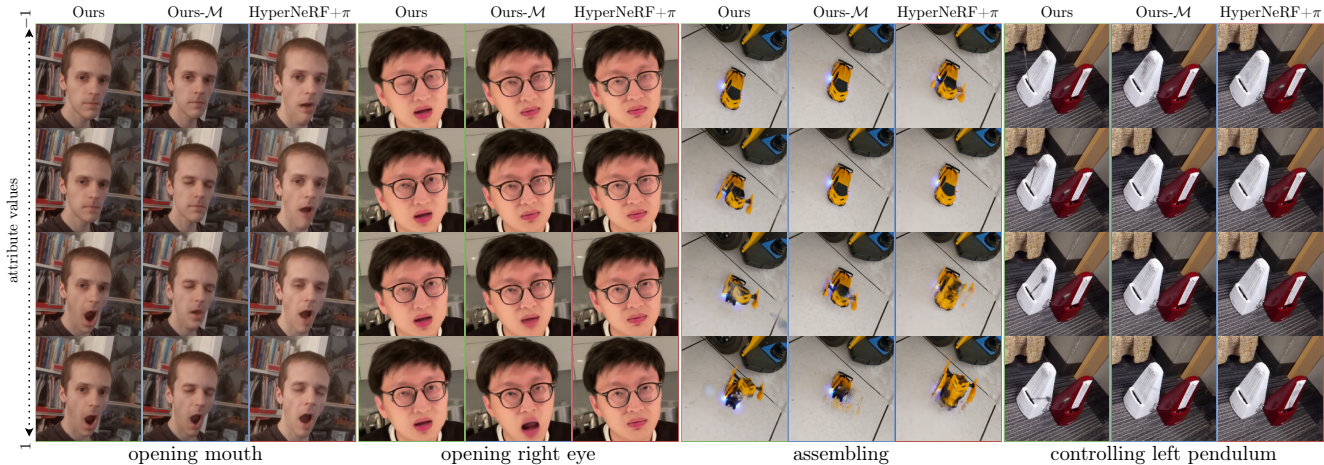 Ours Ours-ℳ HyperNeRF+π Ours Ours-ℳ HyperNeRF+π Ours Ours-ℳ HyperNeRF+π Ours Ours-ℳ HyperNeRF+π
−1
attribute values
1
opening mouth opening right eye assembling controlling left pendulum